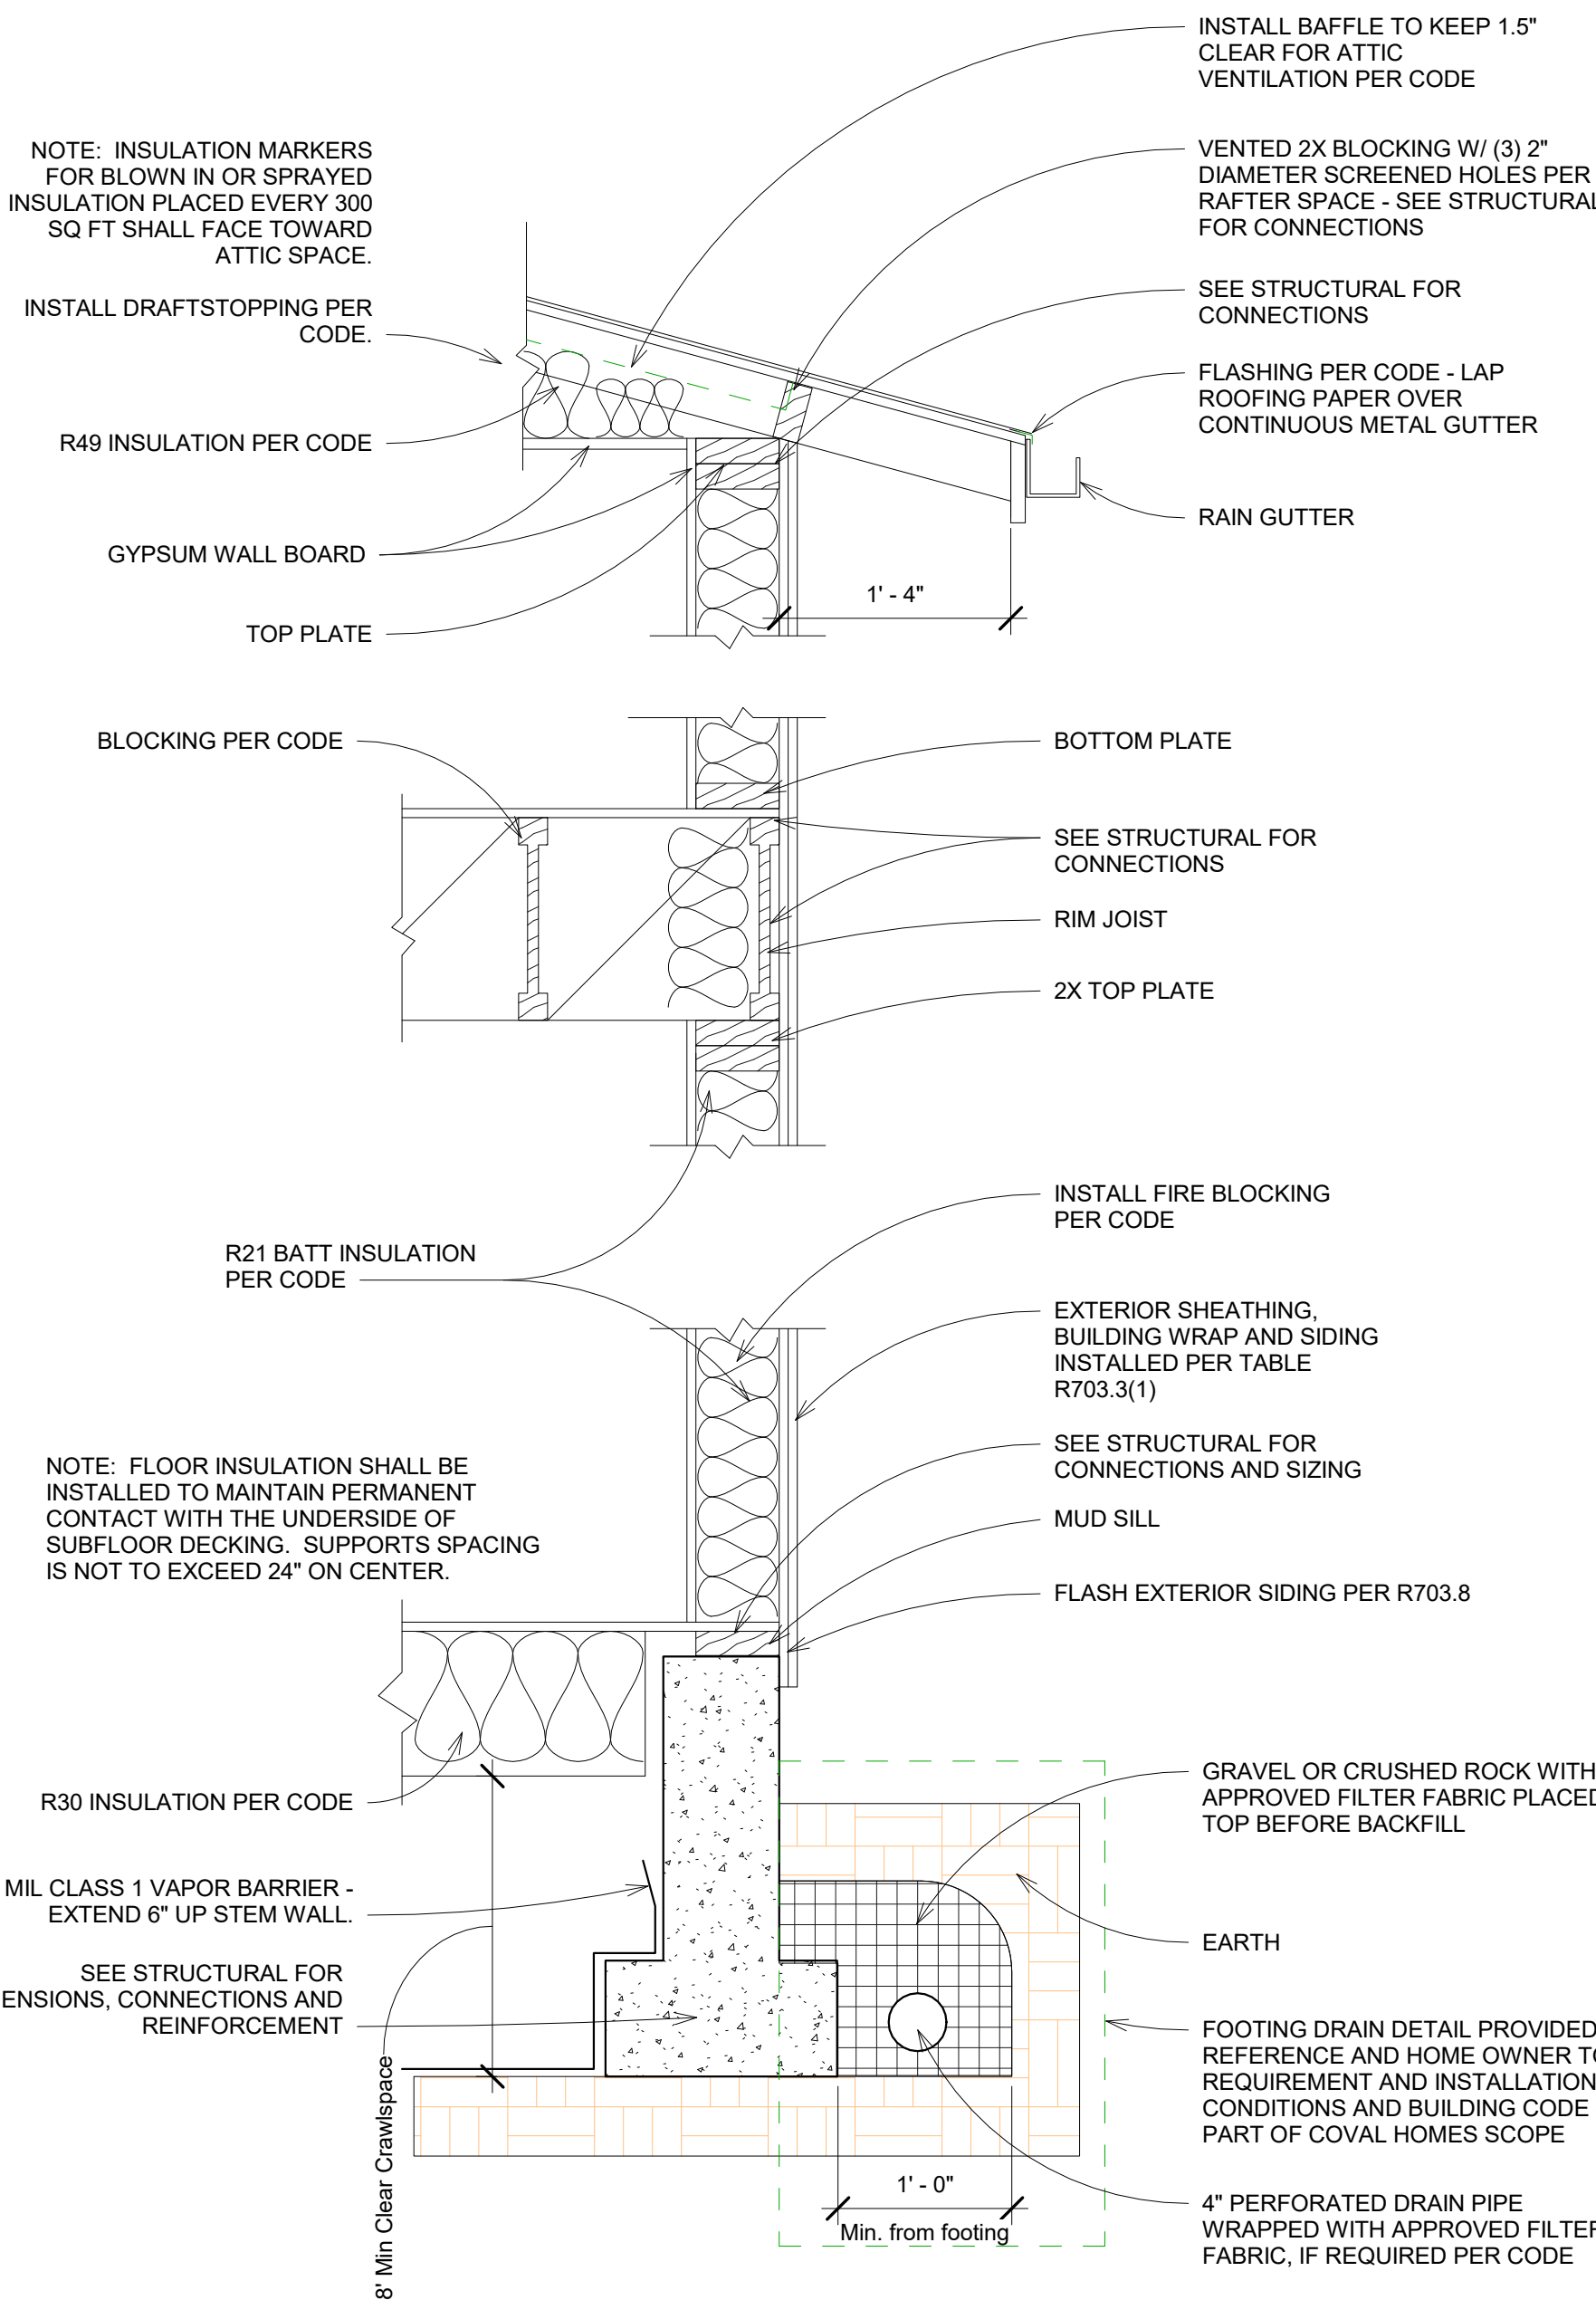 INSTALL BAFFLE TO KEEP 1.5"
CLEAR FOR ATTIC
VENTILATION PER CODE
NOTE: INSULATION MARKERS
FOR BLOWN IN OR SPRAYED
INSULATION PLACED EVERY 300
SQ FT SHALL FACE TOWARD
ATTIC SPACE.
VENTED 2X BLOCKING W/ (3) 2"
DIAMETER SCREENED HOLES PER
RAFTER SPACE - SEE STRUCTURAL
FOR CONNECTIONS
INSTALL DRAFTSTOPPING PER
CODE.
SEE STRUCTURAL FOR
CONNECTIONS
R49 INSULATION PER CODE
FLASHING PER CODE - LAP
ROOFING PAPER OVER
CONTINUOUS METAL GUTTER
GYPSUM WALL BOARD
RAIN GUTTER
1' - 4"
TOP PLATE
BLOCKING PER CODE
BOTTOM PLATE
SEE STRUCTURAL FOR
CONNECTIONS
RIM JOIST
2X TOP PLATE
R21 BATT INSULATION
PER CODE
INSTALL FIRE BLOCKING
PER CODE
EXTERIOR SHEATHING,
BUILDING WRAP AND SIDING
INSTALLED PER TABLE
R703.3(1)
NOTE: FLOOR INSULATION SHALL BE
INSTALLED TO MAINTAIN PERMANENT
CONTACT WITH THE UNDERSIDE OF
SUBFLOOR DECKING. SUPPORTS SPACING
IS NOT TO EXCEED 24" ON CENTER.
SEE STRUCTURAL FOR
CONNECTIONS AND SIZING
MUD SILL
FLASH EXTERIOR SIDING PER R703.8
R30 INSULATION PER CODE
GRAVEL OR CRUSHED ROCK WITH
APPROVED FILTER FABRIC PLACED
TOP BEFORE BACKFILL
MIL CLASS 1 VAPOR BARRIER -
EXTEND 6" UP STEM WALL.
EARTH
SEE STRUCTURAL FOR
ENSIONS, CONNECTIONS AND
REINFORCEMENT
8' Min Clear Crawlspace
FOOTING DRAIN DETAIL PROVIDED
REFERENCE AND HOME OWNER TO
REQUIREMENT AND INSTALLATION
CONDITIONS AND BUILDING CODE
PART OF COVAL HOMES SCOPE
1' - 0"
Min. from footing
4" PERFORATED DRAIN PIPE
WRAPPED WITH APPROVED FILTER
FABRIC, IF REQUIRED PER CODE